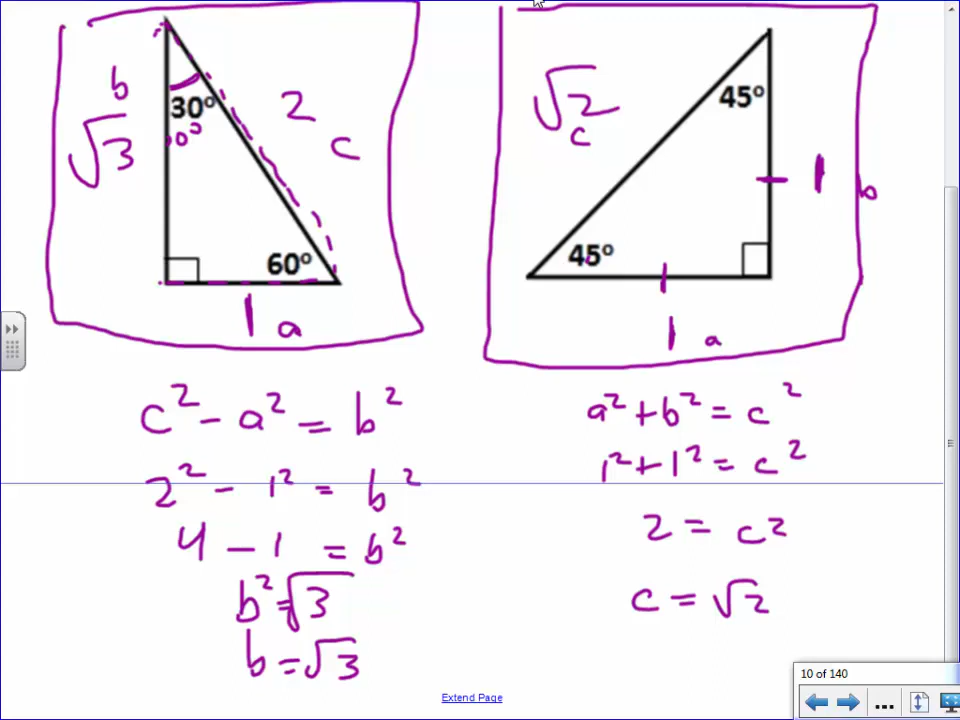 b
√3
30°
0°
2
c
60°
1 a
√2
c
45°
1 b
45°
1 a
c² - a² = b²
2² - 1² = b²
4 - 1 = b²
b² = √3
b = √3
a² + b² = c²
1² + 1² = c²
2 = c²
c = √2
Extend Page
10 of 140
...